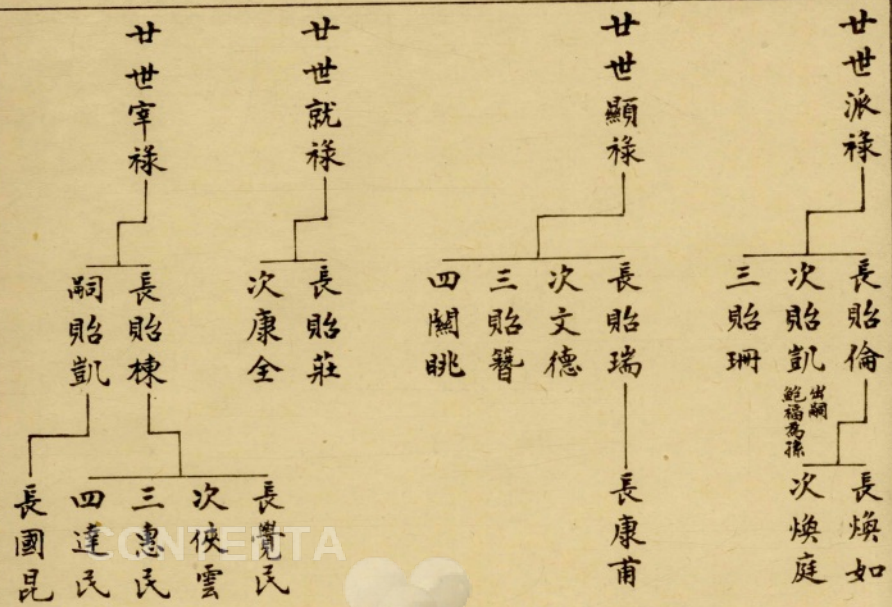 廿世派祿
長貽倫
次貽凱
出嗣
鮑福為孫
三貽珊
長煥如
次煥庭
廿世顯祿
長貽瑞
次文德
三貽簪
四關眺
長康甫
廿世就祿
長貽莊
次康全
廿世宰祿
長貽棟
嗣貽凱
長覺民
次俠雲
三惠民
四達民
長國昆
CONTENTA